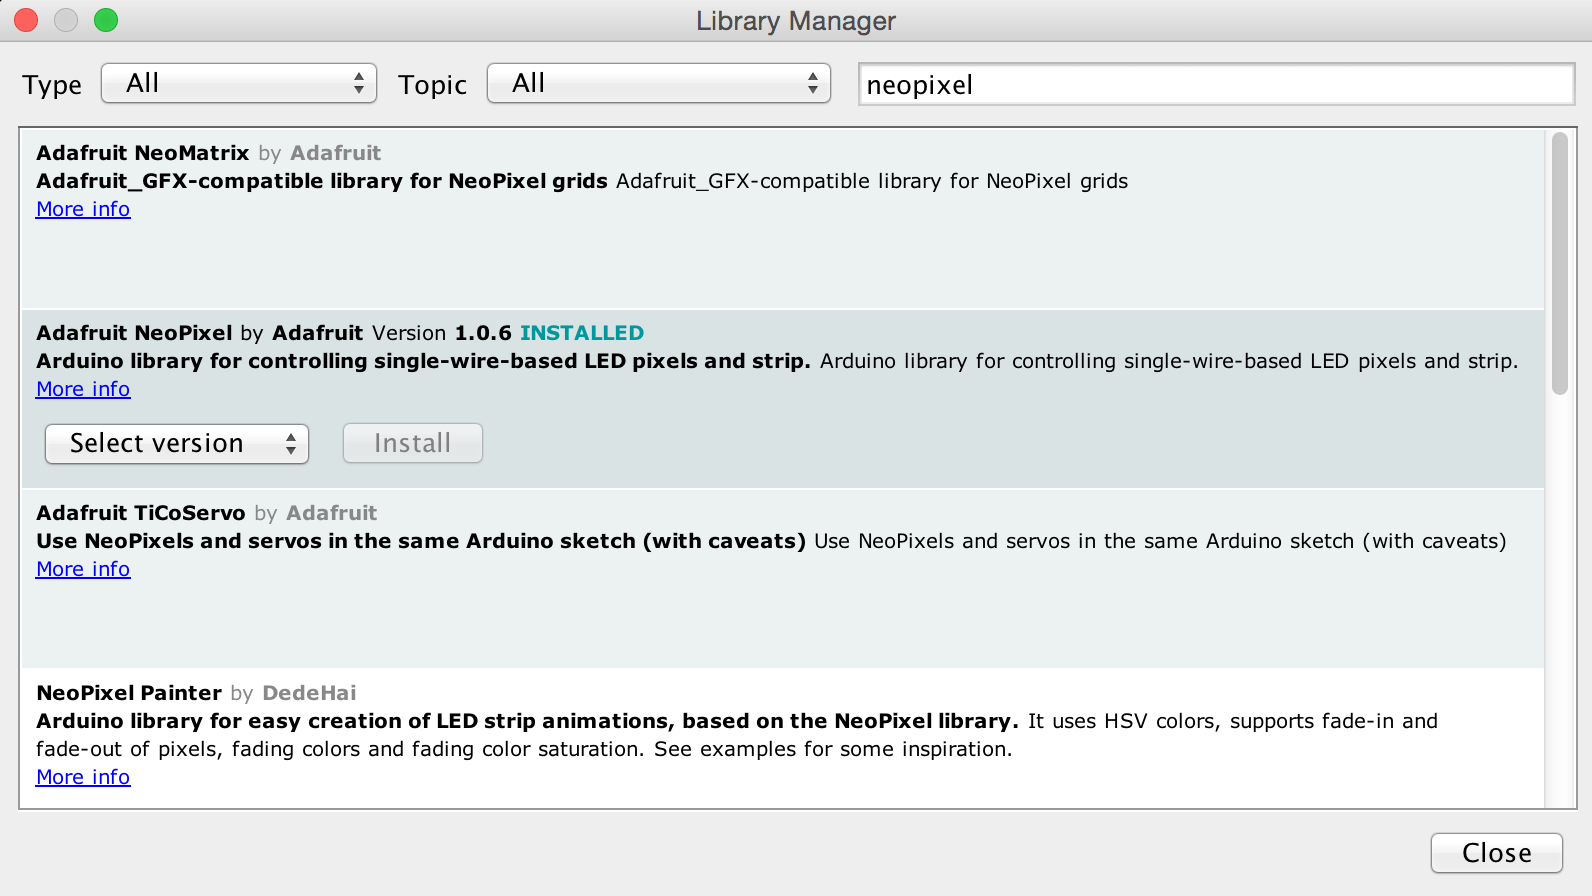 Library Manager
Type All Topic All neopixel
Adafruit NeoMatrix by Adafruit
Adafruit_GFX-compatible library for NeoPixel grids Adafruit_GFX-compatible library for NeoPixel grids
More info
Adafruit NeoPixel by Adafruit Version 1.0.6 INSTALLED
Arduino library for controlling single-wire-based LED pixels and strip. Arduino library for controlling single-wire-based LED pixels and strip.
More info
Select version Install
Adafruit TiCoServo by Adafruit
Use NeoPixels and servos in the same Arduino sketch (with caveats) Use NeoPixels and servos in the same Arduino sketch (with caveats)
More info
NeoPixel Painter by DedeHai
Arduino library for easy creation of LED strip animations, based on the NeoPixel library. It uses HSV colors, supports fade-in and
fade-out of pixels, fading colors and fading color saturation. See examples for some inspiration.
More info
Close